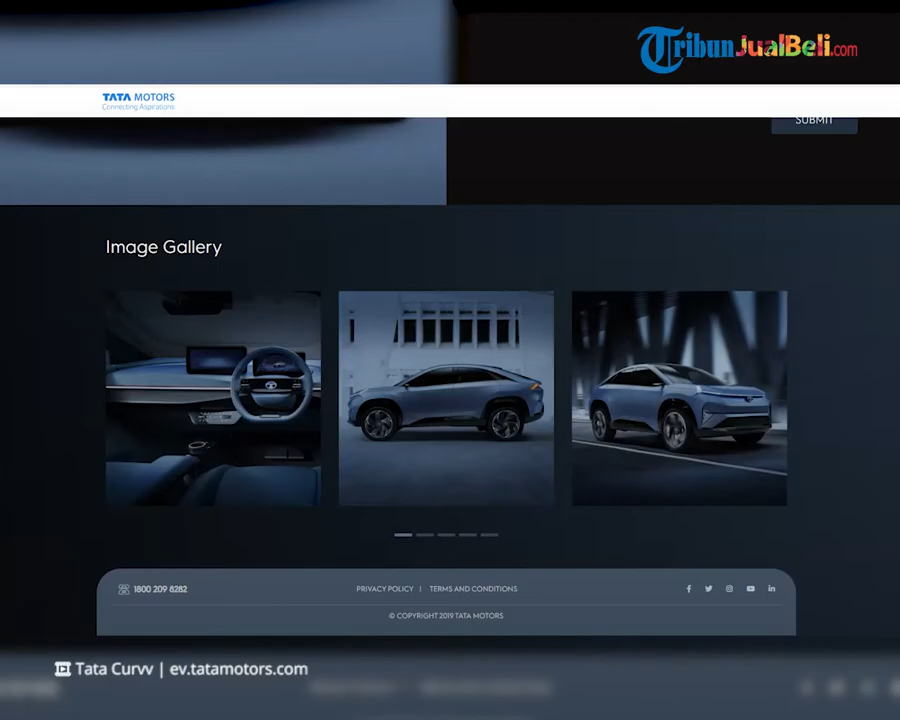 TribunJualBeli.com
TATA MOTORS
Connecting Aspirations
SUBMIT
Image Gallery
1800 209 8282
PRIVACY POLICY | TERMS AND CONDITIONS
© COPYRIGHT 2019 TATA MOTORS
Tata Curvv | ev.tatamotors.com